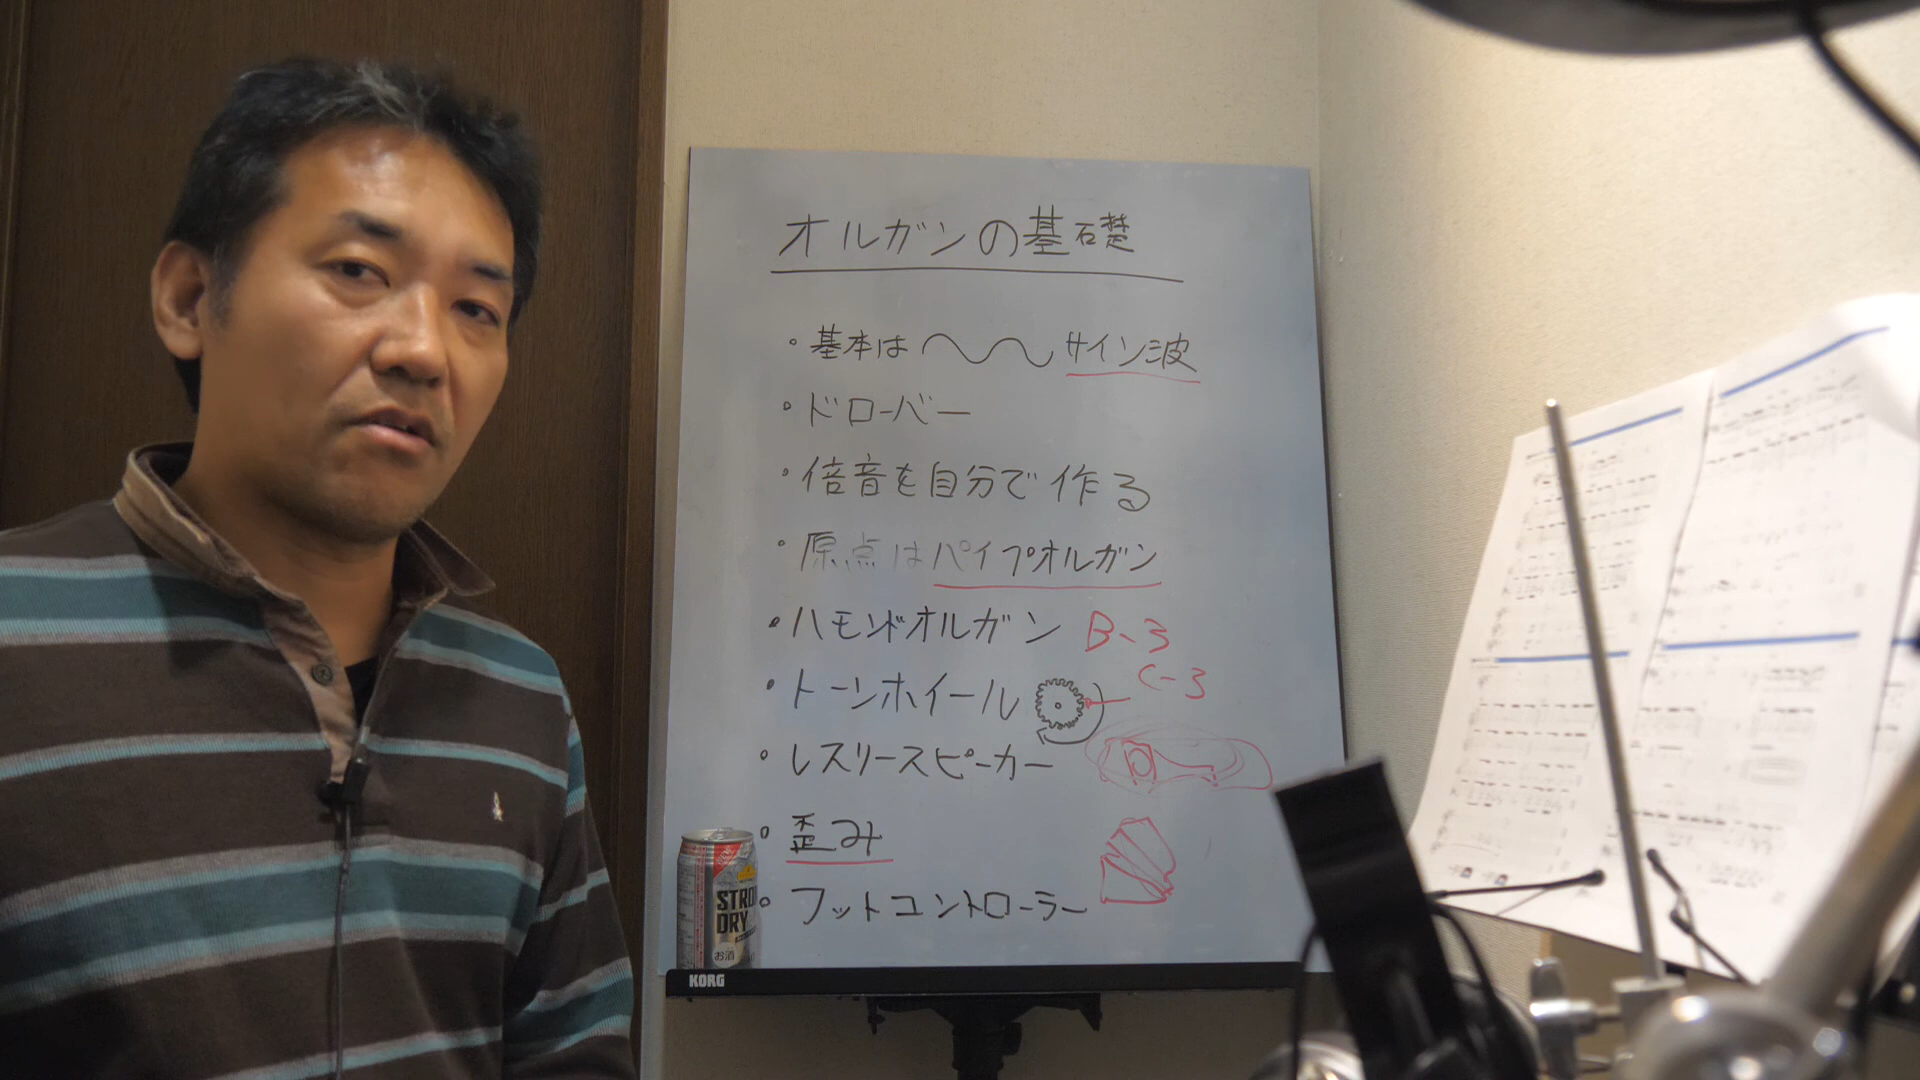 オルガンの基礎
・基本は サイン波
・ドローバー
・倍音を自分で作る
・原点はパイプオルガン
・ハモンドオルガン B-3
C-3
・トーンホイール
・レスリースピーカー
・歪み
・フットコントローラー
STRO
DRY
お酒
KORG